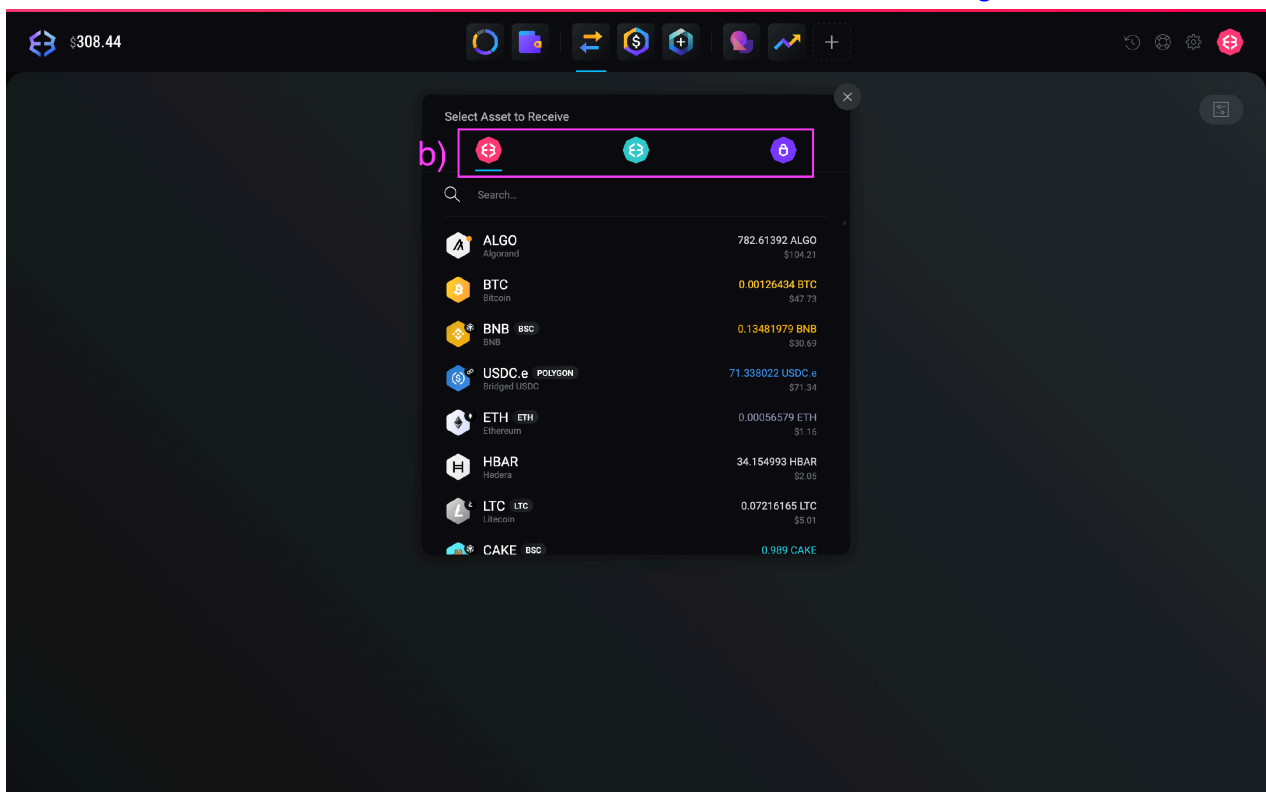 $308.44
Select Asset to Receive
b)
Search...
ALGO 782.61392 ALGO
Algorand $104.21
BTC 0.00126434 BTC
Bitcoin $47.73
BNB BSC 0.13481979 BNB
BNB $30.69
USDC.e POLYGON 71.338022 USDC.e
Bridged USDC $71.34
ETH ETH 0.00056579 ETH
Ethereum $1.16
HBAR 34.154993 HBAR
Hedera $2.05
LTC LTC 0.07216165 LTC
Litecoin $5.01
CAKE BSC 0.989 CAKE